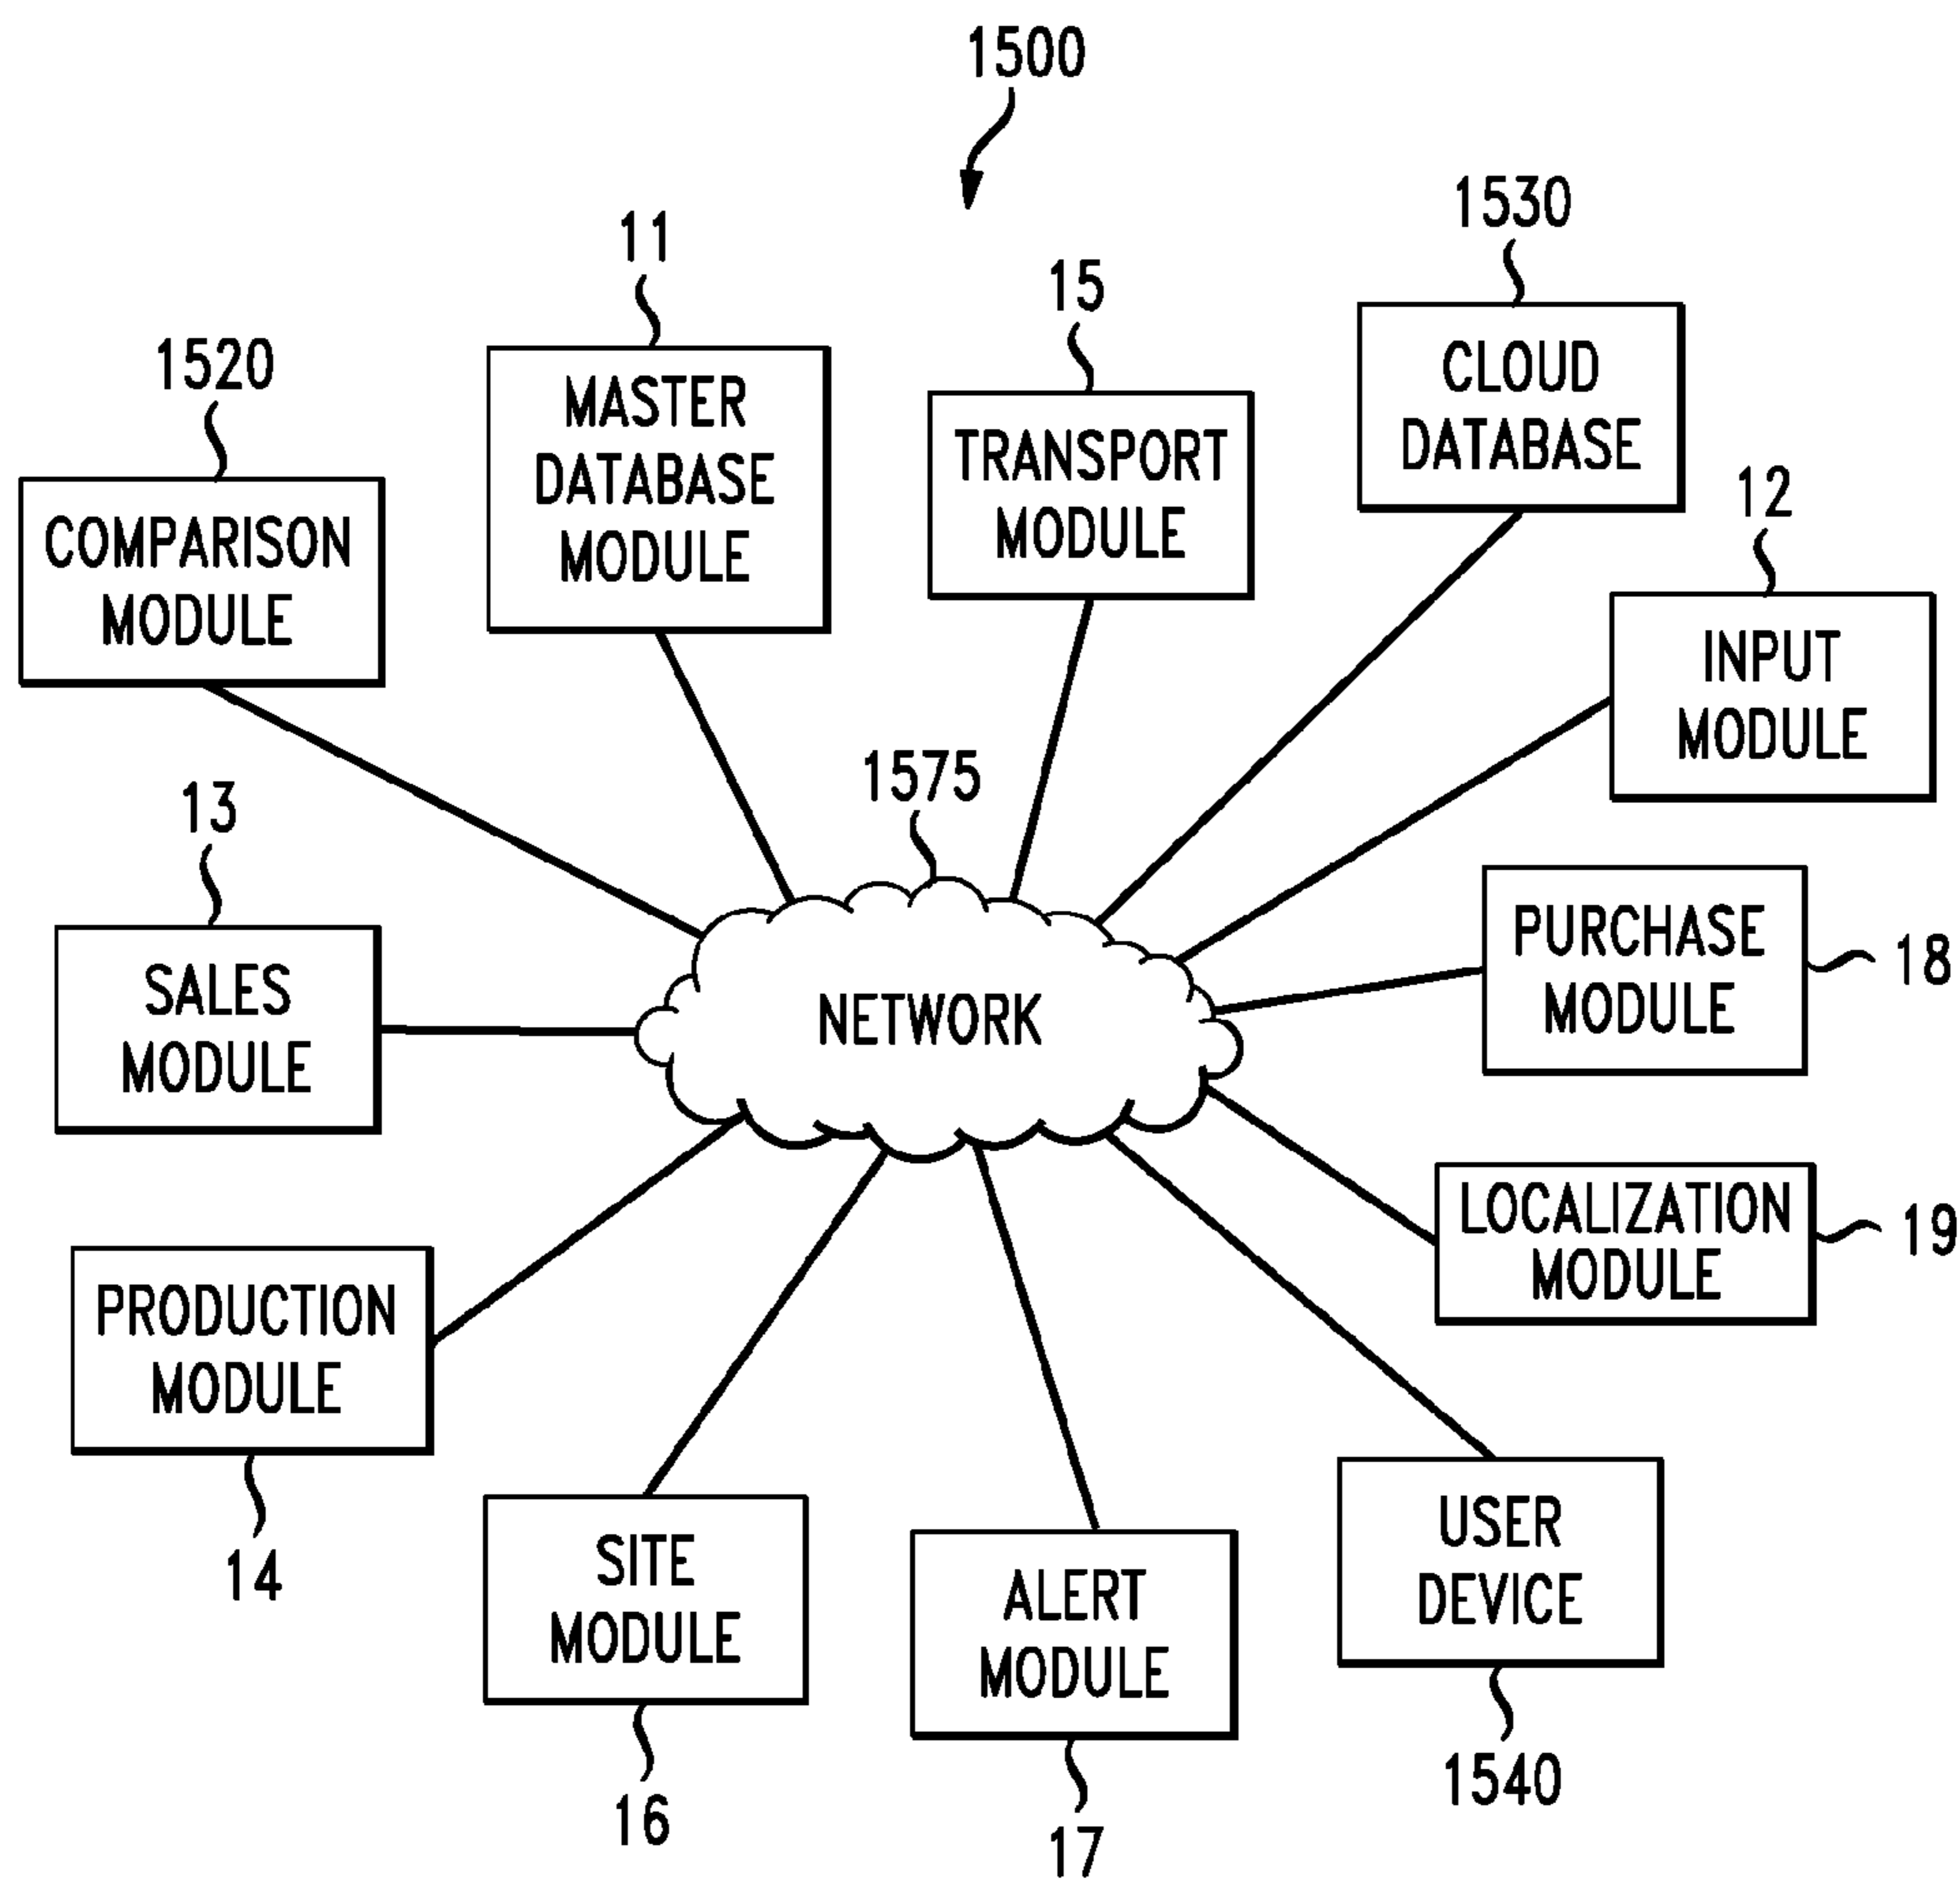 1500
1530
11
15
1520
CLOUD
DATABASE
MASTER
DATABASE
MODULE
TRANSPORT
MODULE
12
COMPARISON
MODULE
INPUT
MODULE
1575
13
PURCHASE
MODULE
18
SALES
MODULE
NETWORK
LOCALIZATION
MODULE
19
PRODUCTION
MODULE
14
SITE
MODULE
16
ALERT
MODULE
17
USER
DEVICE
1540